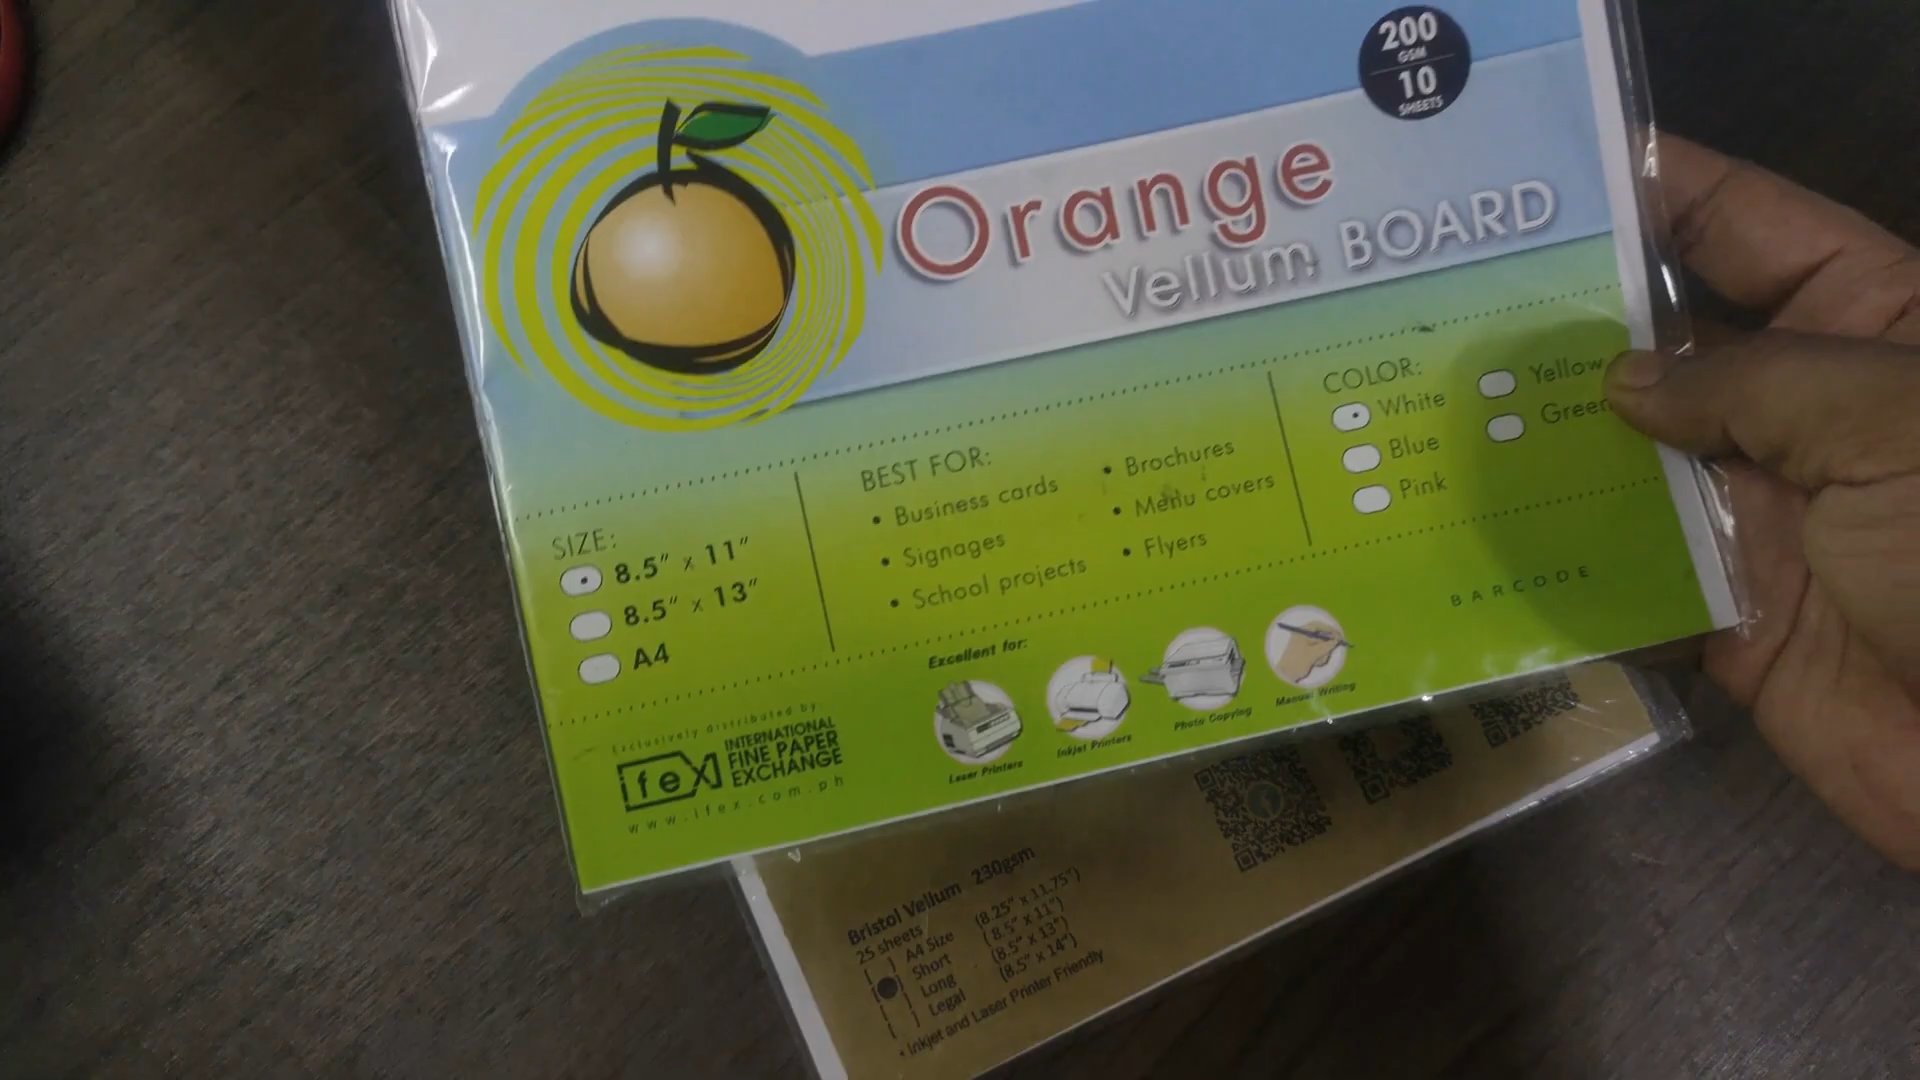 200
GSM
10
SHEETS
Orange
Vellum BOARD
SIZE:
8.5" x 11"
8.5" x 13"
A4
BEST FOR:
• Business cards
• Signages
• School projects
• Brochures
• Menu covers
• Flyers
COLOR:
White
Blue
Pink
Yellow
Green
BARCODE
Excellent for:
Laser Printers
Inkjet Printers
Photo Copying
Manual Writing
Exclusively distributed by:
ifex INTERNATIONAL
FINE PAPER
EXCHANGE
www.ifex.com.ph
Bristol Vellum 230gsm
25 sheets
( ) A4 Size (8.25" x 11.75")
( ) Short (8.5" x 11")
( ) Long (8.5" x 13")
( ) Legal (8.5" x 14")
• Inkjet and Laser Printer Friendly